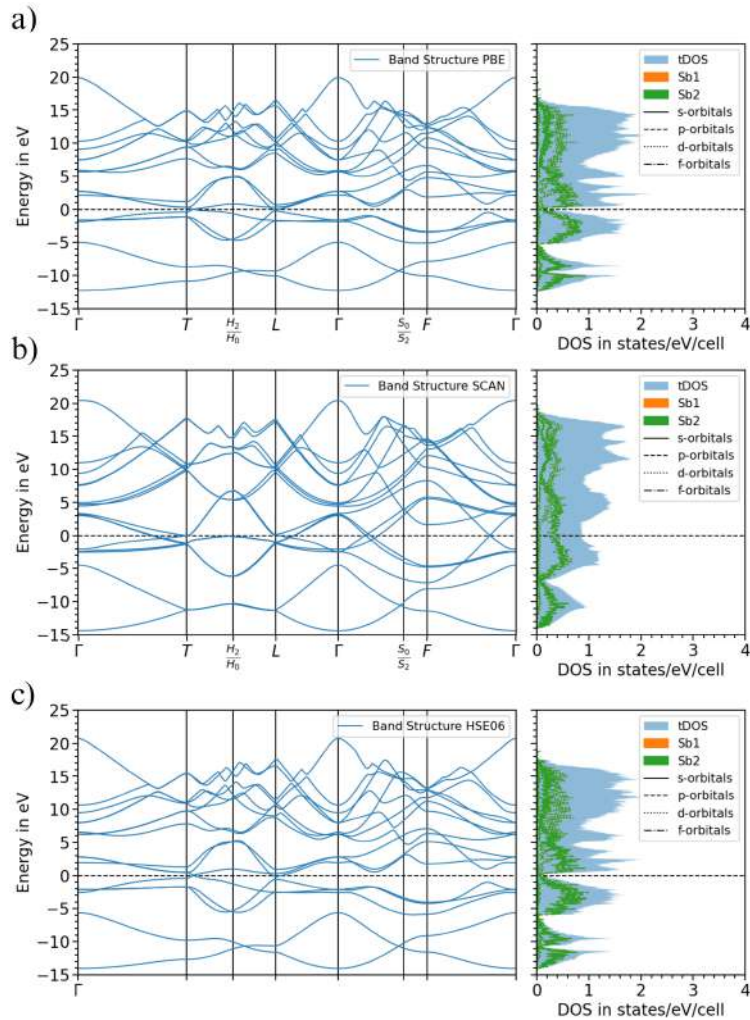 a)
25
20
15
10
5
0
−5
−10
−15
Energy in eV
Band Structure PBE
Γ T H2/H0 L Γ S0/S2 F Γ
tDOS
Sb1
Sb2
s-orbitals
p-orbitals
d-orbitals
f-orbitals
0 1 2 3 4
DOS in states/eV/cell
b)
25
20
15
10
5
0
−5
−10
−15
Energy in eV
Band Structure SCAN
Γ T H2/H0 L Γ S0/S2 F Γ
tDOS
Sb1
Sb2
s-orbitals
p-orbitals
d-orbitals
f-orbitals
0 1 2 3 4
DOS in states/eV/cell
c)
25
20
15
10
5
0
−5
−10
−15
Energy in eV
Band Structure HSE06
Γ
tDOS
Sb1
Sb2
s-orbitals
p-orbitals
d-orbitals
f-orbitals
0 1 2 3 4
DOS in states/eV/cell